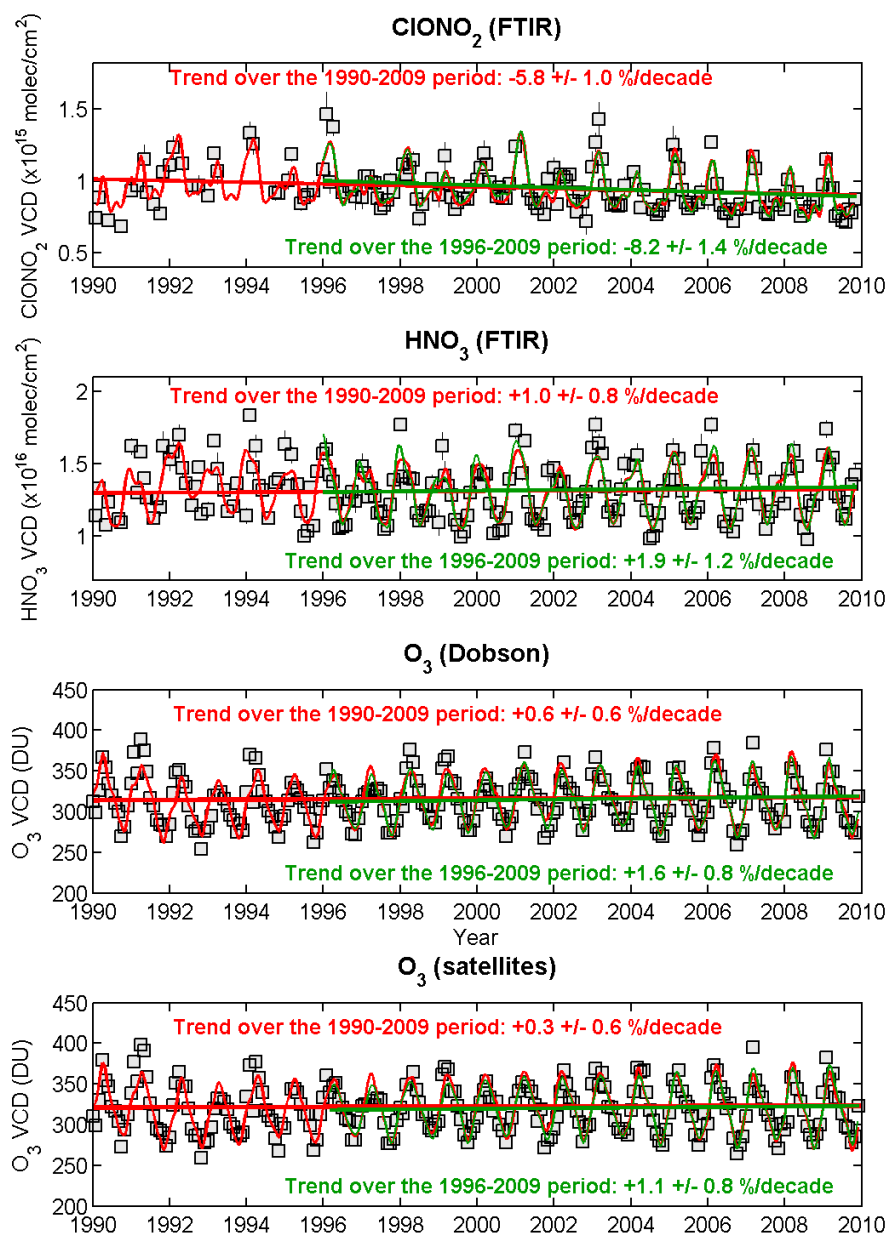 ClONO2 (FTIR)
ClONO2 VCD (x10^15 molec/cm^2)
Trend over the 1990-2009 period: -5.8 +/- 1.0 %/decade
1.5
1
0.5
Trend over the 1996-2009 period: -8.2 +/- 1.4 %/decade
1990 1992 1994 1996 1998 2000 2002 2004 2006 2008 2010
HNO3 (FTIR)
HNO3 VCD (x10^16 molec/cm^2)
2
Trend over the 1990-2009 period: +1.0 +/- 0.8 %/decade
1.5
1
Trend over the 1996-2009 period: +1.9 +/- 1.2 %/decade
1990 1992 1994 1996 1998 2000 2002 2004 2006 2008 2010
O3 (Dobson)
O3 VCD (DU)
450
Trend over the 1990-2009 period: +0.6 +/- 0.6 %/decade
400
350
300
250
Trend over the 1996-2009 period: +1.6 +/- 0.8 %/decade
200
1990 1992 1994 1996 1998 2000 2002 2004 2006 2008 2010
Year
O3 (satellites)
O3 VCD (DU)
450
Trend over the 1990-2009 period: +0.3 +/- 0.6 %/decade
400
350
300
250
Trend over the 1996-2009 period: +1.1 +/- 0.8 %/decade
200
1990 1992 1994 1996 1998 2000 2002 2004 2006 2008 2010